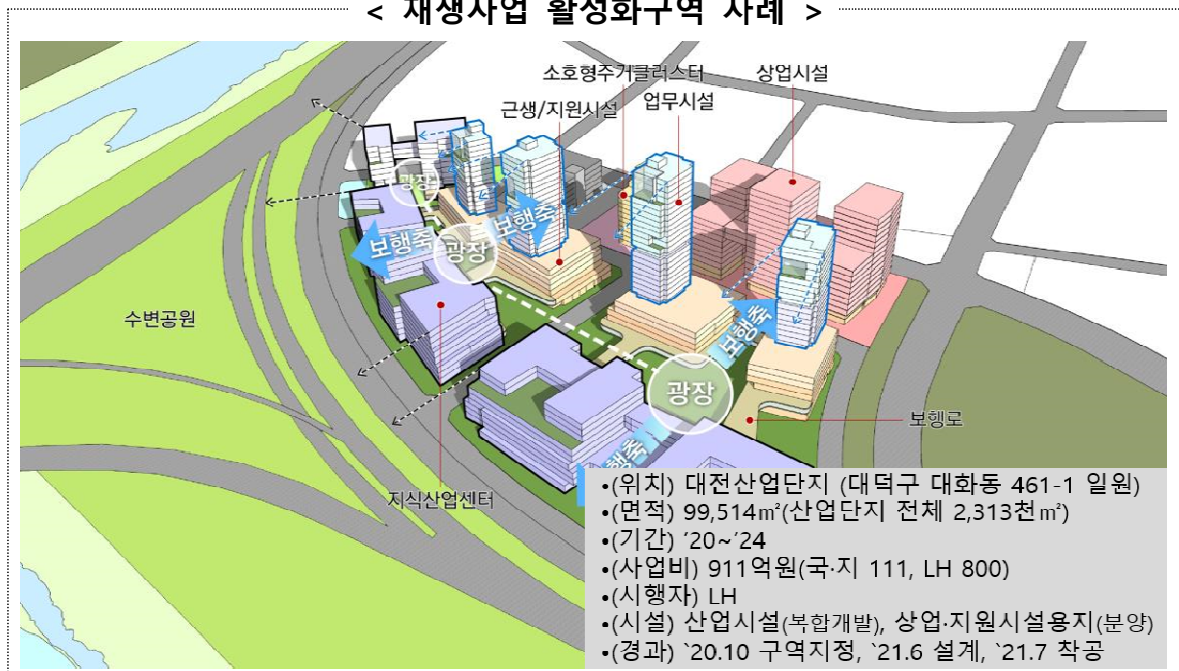 < 재생사업 활성화구역 사례 >
소호형주거클러스터
상업시설
근생/지원시설
업무시설
광장
보행축
보행축
광장
수변공원
보행축
광장
보행로
지식산업센터
•(위치) 대전산업단지 (대덕구 대화동 461-1 일원)
•(면적) 99,514㎡(산업단지 전체 2,313천㎡)
•(기간) ′20~′24
•(사업비) 911억원(국·지 111, LH 800)
•(시행자) LH
•(시설) 산업시설(복합개발), 상업·지원시설용지(분양)
•(경과) `20.10 구역지정, `21.6 설계, `21.7 착공